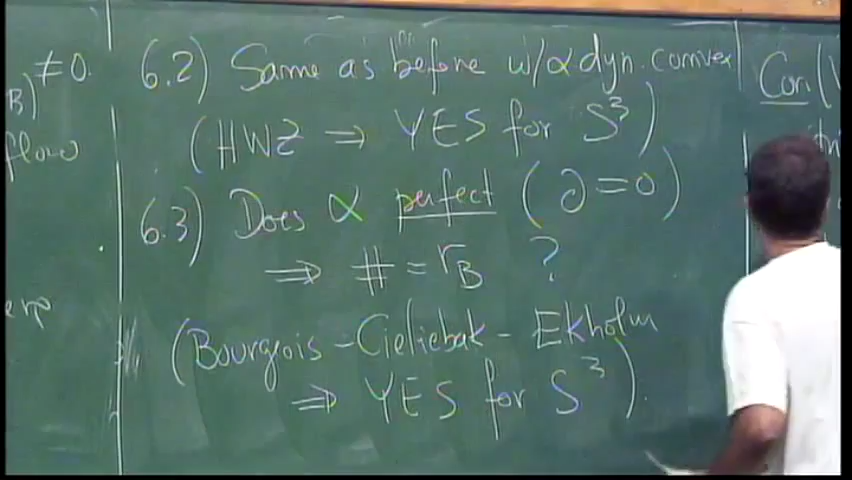 ≠0.
B)
flow
6.2) Same as before w/α dyn. convex
(HWZ ⇒ YES for S³)
6.3) Does α perfect (∂=0)
⇒ # = r_B ?
(Bourgeois - Cieliebak - Ekholm
⇒ YES for S³).
Con. (